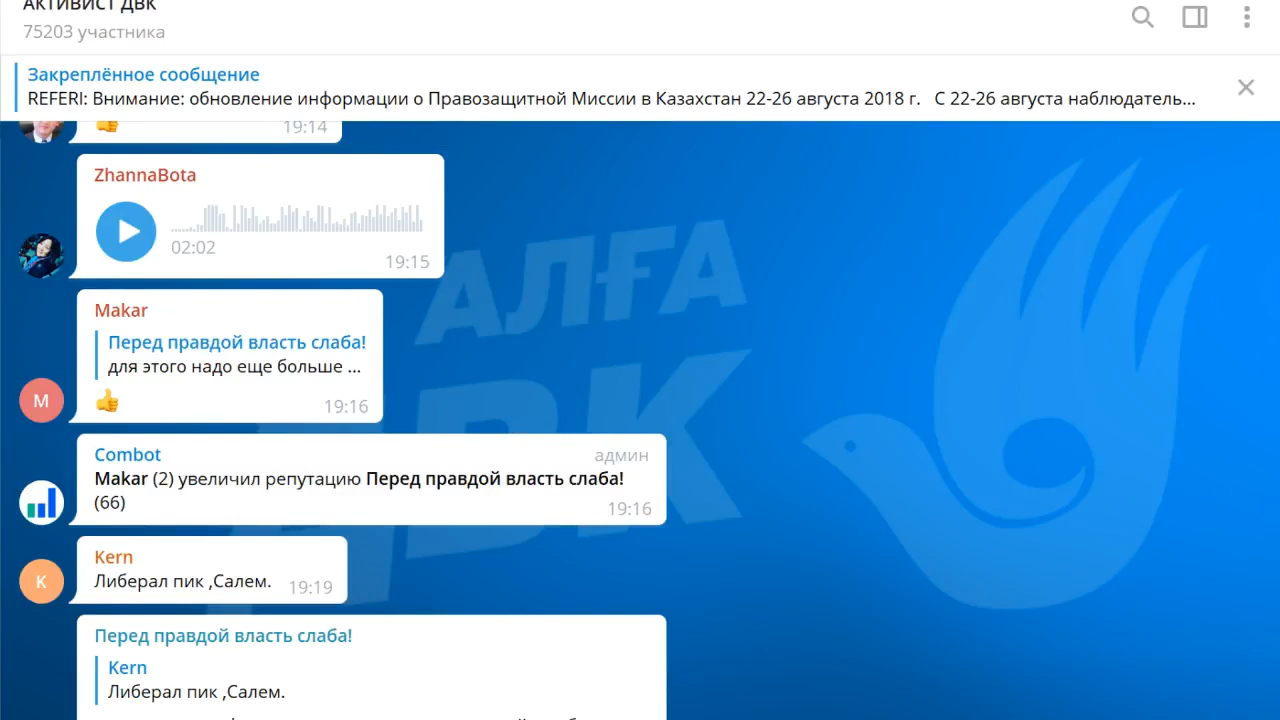 АКТИВИСТ ДВК
75203 участника
Закреплённое сообщение
REFERI: Внимание: обновление информации о Правозащитной Миссии в Казахстан 22-26 августа 2018 г. С 22-26 августа наблюдатель...
19:14
ZhannaBota
02:02
19:15
Makar
Перед правдой власть слаба!
для этого надо еще больше ...
19:16
M
Combot
админ
Makar (2) увеличил репутацию Перед правдой власть слаба!
(66)
19:16
Kern
Либерал пик ,Салем.
19:19
K
Перед правдой власть слаба!
Kern
Либерал пик ,Салем.
АЛҒА
ДВК